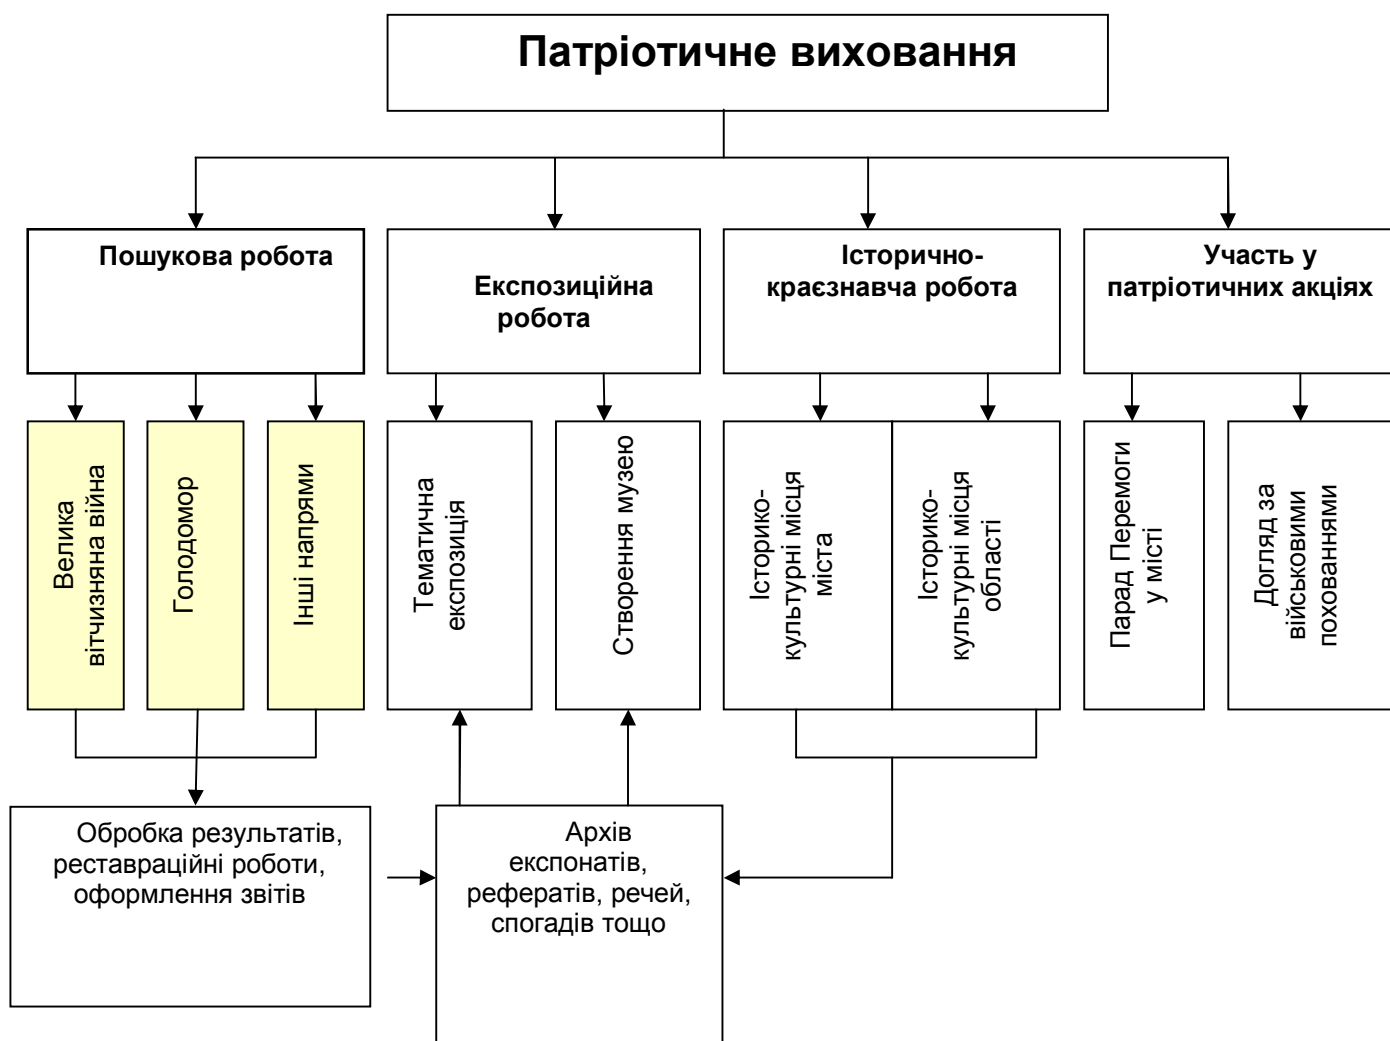 Патріотичне виховання
Пошукова робота
Експозиційна
робота
Історично-
краєзнавча робота
Участь у
патріотичних акціях
Велика
вітчизняна війна
Голодомор
Інші напрями
Тематична
експозиція
Створення музею
Історико-
культурні місця
міста
Історико-
культурні місця
області
Парад Перемоги
у місті
Догляд за
військовими
похованнями
Обробка результатів,
реставраційні роботи,
оформлення звітів
Архів
експонатів,
рефератів, речей,
спогадів тощо